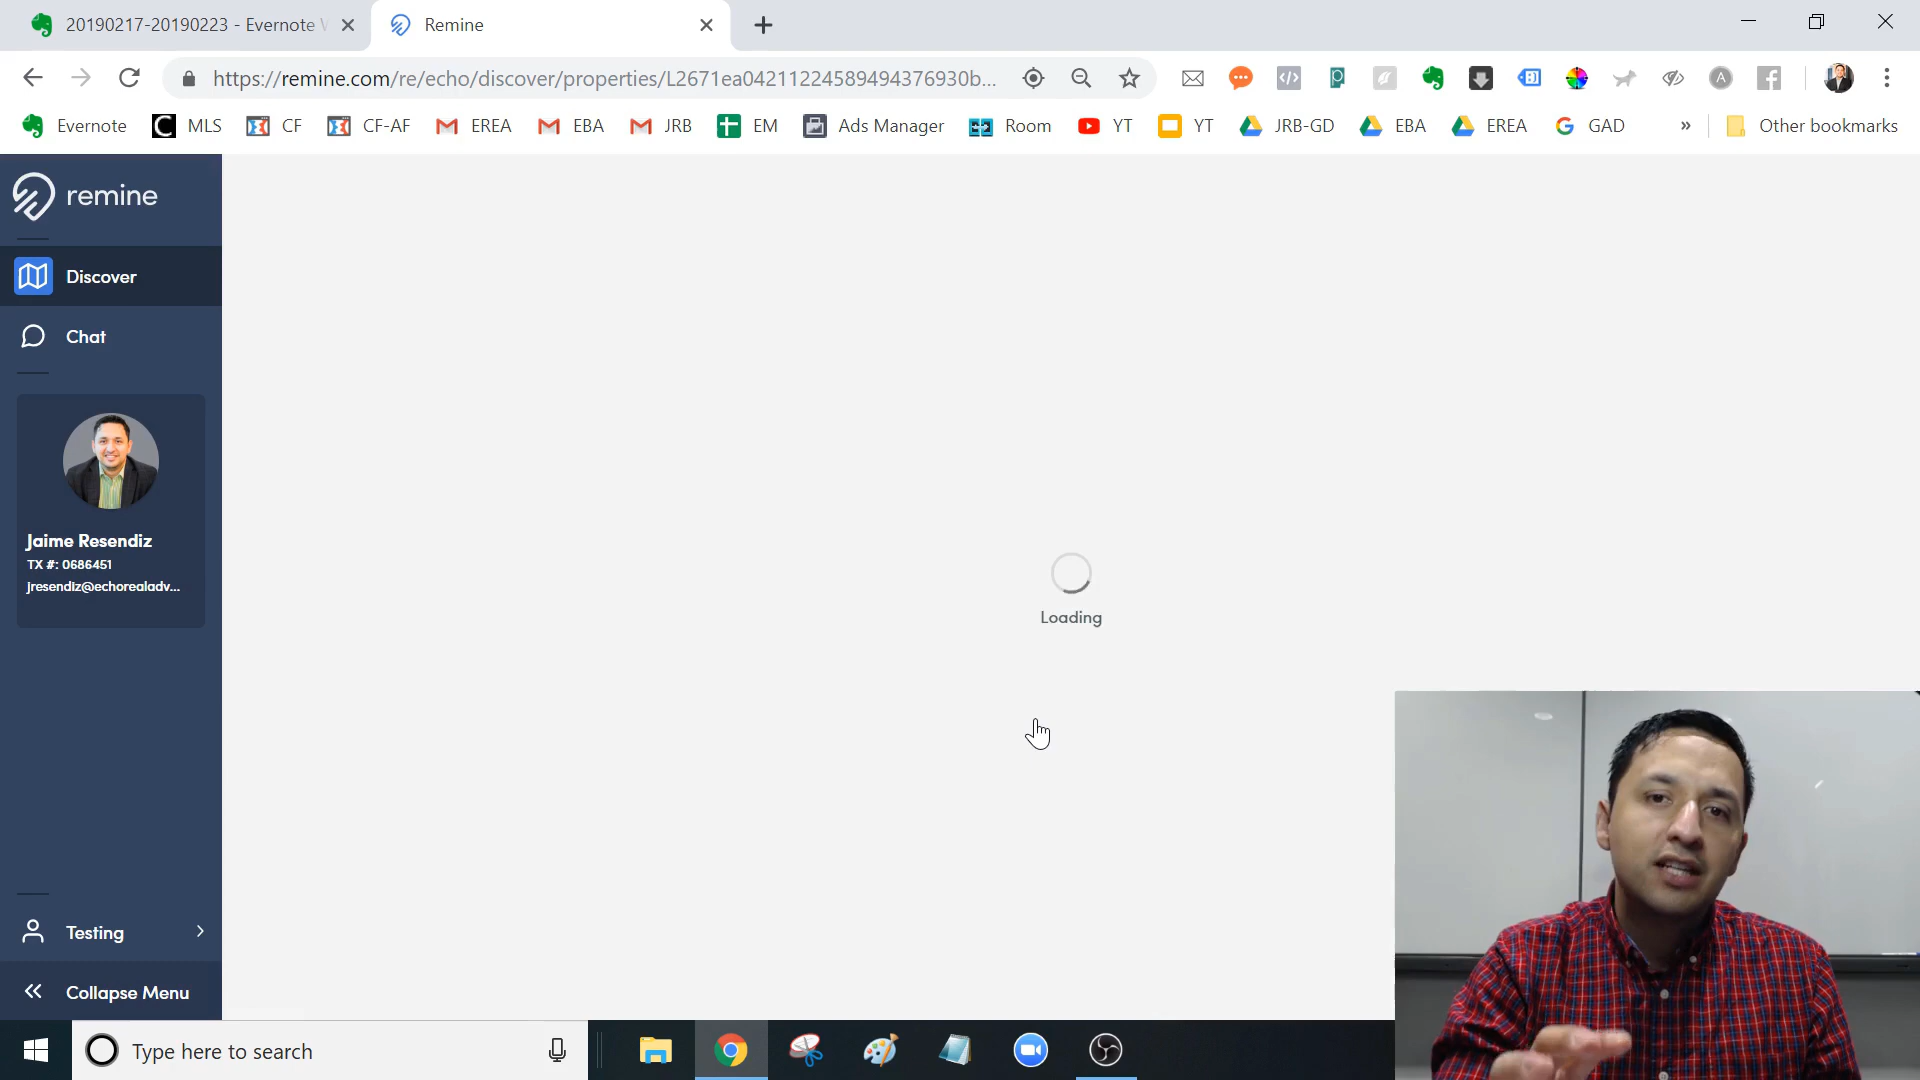 20190217-20190223 - Evernote
Remine
https://remine.com/re/echo/discover/properties/L2671ea04211224589494376930b...
Evernote
MLS
CF
CF-AF
EREA
EBA
JRB
EM
Ads Manager
Room
YT
YT
JRB-GD
EBA
EREA
GAD
»
Other bookmarks
remine
Discover
Chat
Jaime Resendiz
TX #: 0686451
jresendiz@echorealadv...
Loading
Testing
Collapse Menu
Type here to search